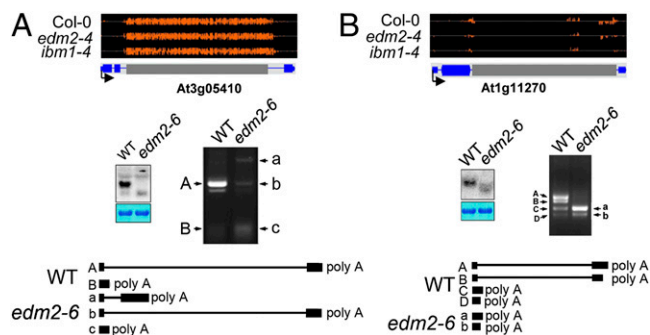 A
Col-0
edm2-4
ibm1-4
At3g05410
WT
edm2-6
WT
edm2-6
A
B
a
b
c
WT
A
poly A
B
poly A
edm2-6
a
poly A
b
poly A
c
poly A
B
Col-0
edm2-4
ibm1-4
At1g11270
WT
edm2-6
WT
edm2-6
A
B
C
D
a
b
WT
A
poly A
B
poly A
C
poly A
D
poly A
edm2-6
a
poly A
b
poly A